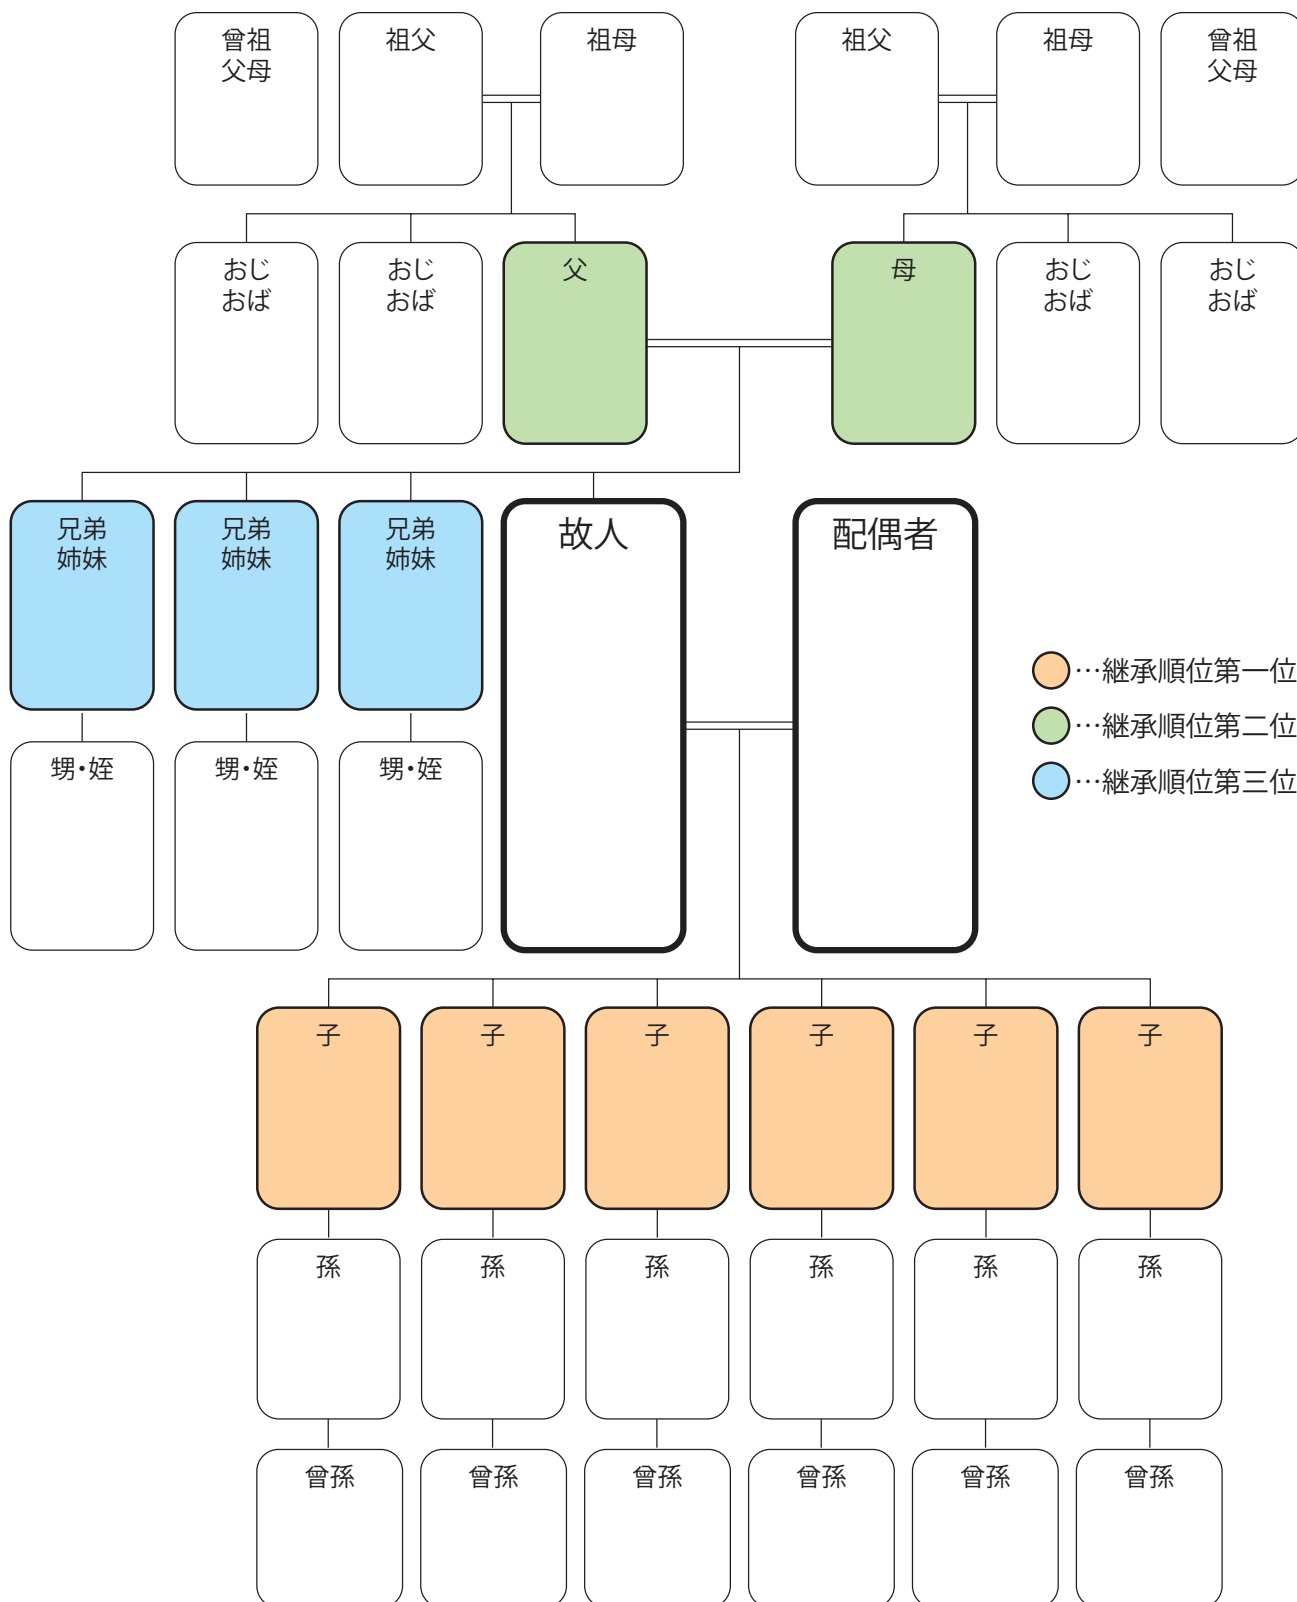 曾祖
父母
祖父
祖母
祖父
祖母
曾祖
父母
おじ
おば
おじ
おば
父
母
おじ
おば
おじ
おば
兄弟
姉妹
兄弟
姉妹
兄弟
姉妹
故人
配偶者
…継承順位第一位
…継承順位第二位
…継承順位第三位
甥・姪
甥・姪
甥・姪
子
子
子
子
子
子
孫
孫
孫
孫
孫
孫
曾孫
曾孫
曾孫
曾孫
曾孫
曾孫